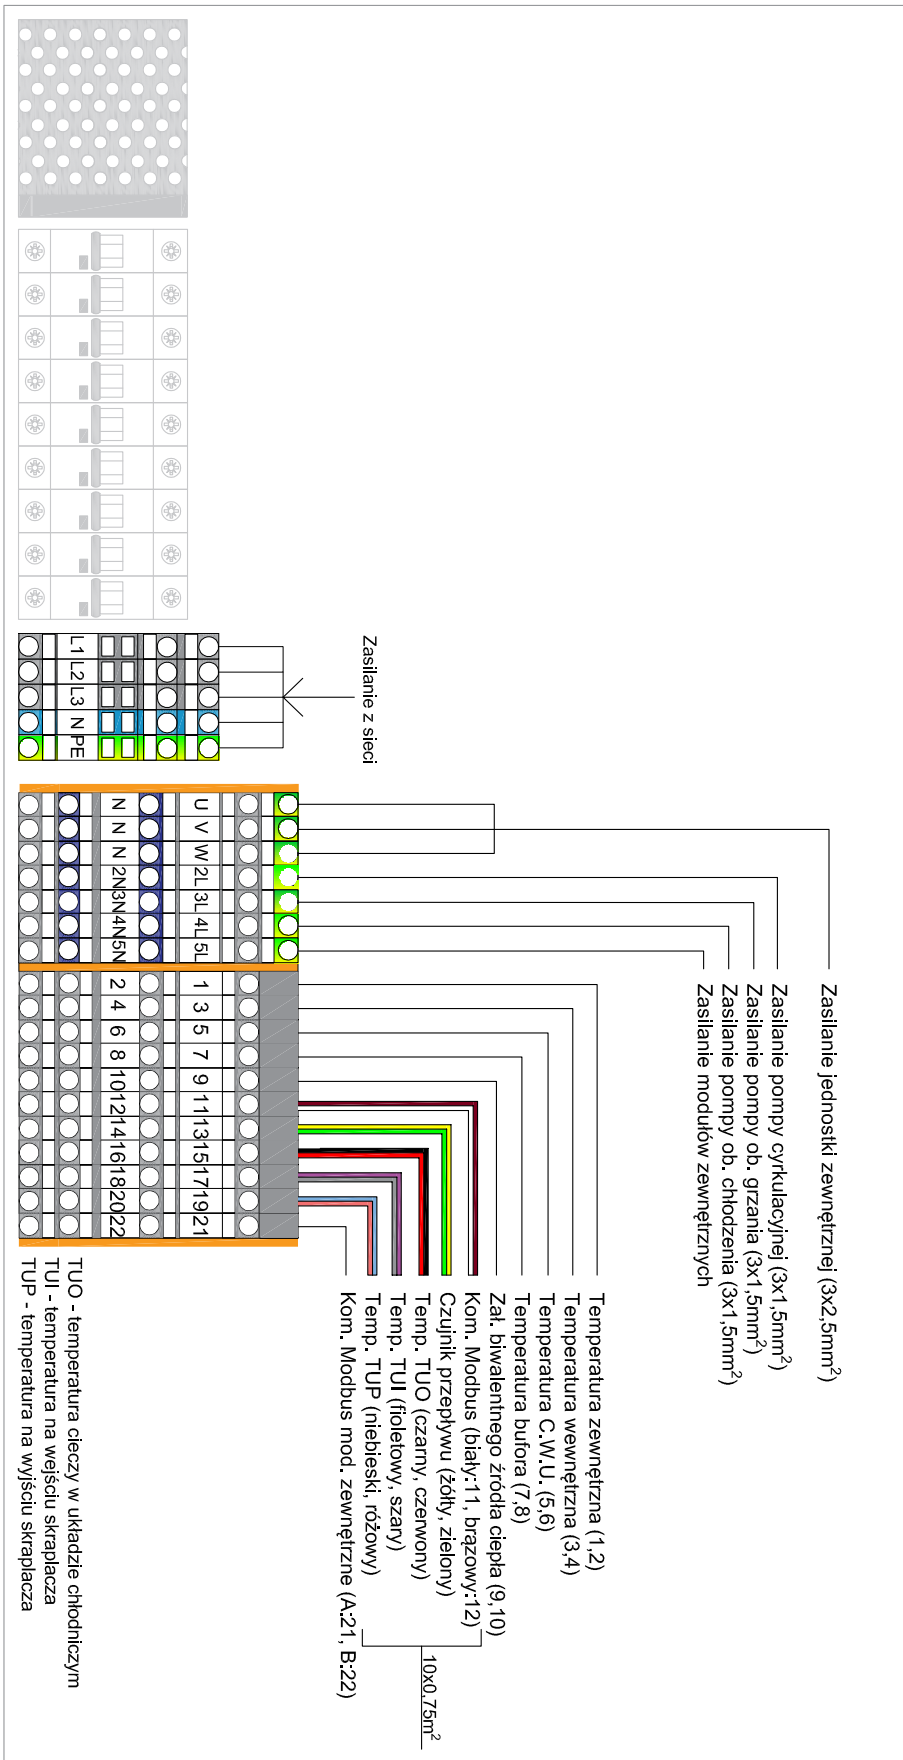 Zasilanie z sieci
L1 L2 L3 N PE
Zasilanie jednostki zewnętrznej (3x2,5mm²)
Zasilanie pompy cyrkulacyjnej (3x1,5mm²)
Zasilanie pompy ob. grzania (3x1,5mm²)
Zasilanie pompy ob. chłodzenia (3x1,5mm²)
Zasilanie modułów zewnętrznych
U V W 2L 3L 4L 5L
N N N 2N 3N 4N 5N
1 3 5 7 9 11 13 15 17 19 21
2 4 6 8 10 12 14 16 18 20 22
Temperatura zewnętrzna (1,2)
Temperatura wewnętrzna (3,4)
Temperatura C.W.U. (5,6)
Temperatura bufora (7,8)
Zał. biwalentnego źródła ciepła (9,10)
Kom. Modbus (biały:11, brązowy:12)
Czujnik przepływu (żółty, zielony)
Temp. TUO (czarny, czerwony)
Temp. TUI (fioletowy, szary)
Temp. TUP (niebieski, różowy)
Kom. Modbus mod. zewnętrzne (A:21, B:22)
10x0,75m²
TUO - temperatura cieczy w układzie chłodniczym
TUI - temperatura na wejściu skraplacza
TUP - temperatura na wyjściu skraplacza